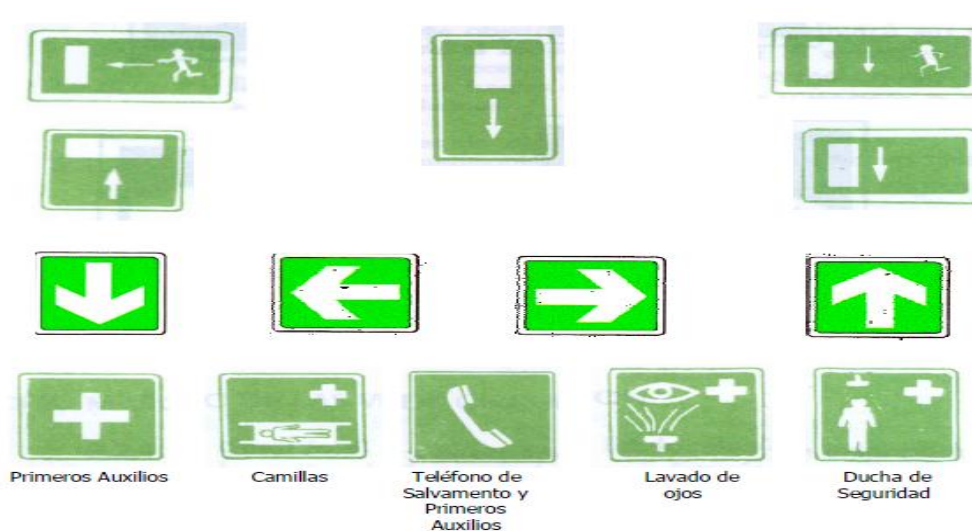 Primeros Auxilios
Camillas
Teléfono de
Salvamento y
Primeros
Auxilios
Lavado de
ojos
Ducha de
Seguridad